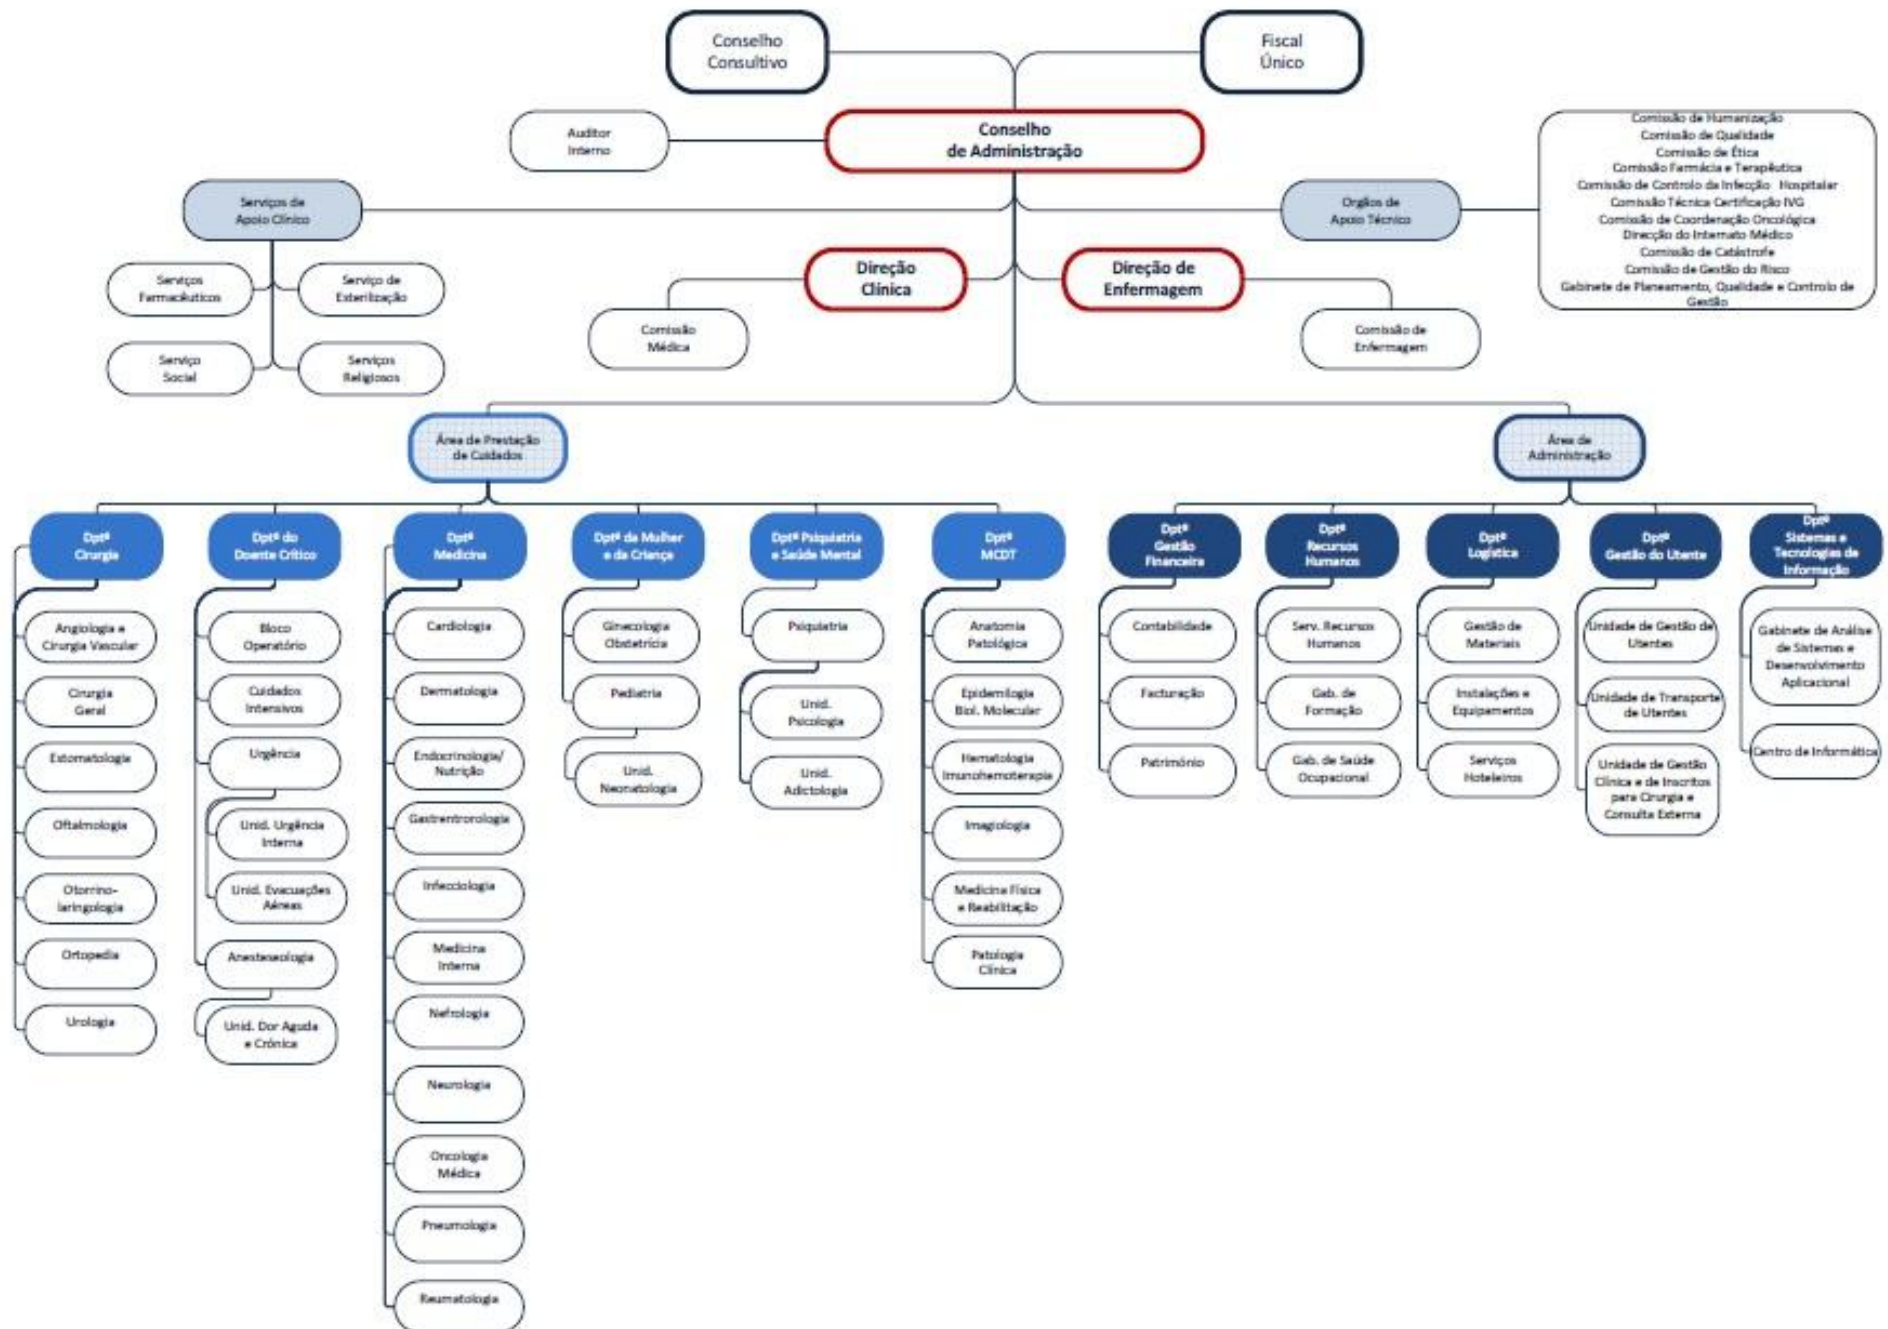 Conselho
Consultivo
Fiscal
Único
Auditor
Interno
Conselho
de Administração
Comissão de Humanização
Comissão de Qualidade
Comissão de Ética
Comissão Farmácia e Terapêutica
Comissão de Controlo da Infecção Hospitalar
Comissão Técnica Certificação IVG
Comissão de Coordenação Oncológica
Direcção do Internato Médico
Comissão de Catástrofe
Comissão de Gestão do Risco
Gabinete de Planeamento, Qualidade e Controlo de
Gestão
Serviços de
Apoio Clínico
Orgãos de
Apoio Técnico
Serviços
Farmacêuticos
Serviço de
Esterilização
Serviço
Social
Serviços
Religiosos
Direção
Clínica
Direção de
Enfermagem
Comissão
Médica
Comissão de
Enfermagem
Área de Prestação
de Cuidados
Área de
Administração
Dptº
Cirurgia
Angiologia e
Cirurgia Vascular
Cirurgia
Geral
Estomatologia
Oftalmologia
Otorrino-
laringologia
Ortopedia
Urologia
Dptº do
Doente Crítico
Bloco
Operatório
Cuidados
Intensivos
Urgência
Unid. Urgência
Interna
Unid. Evacuações
Aéreas
Anesteseologia
Unid. Dor Aguda
e Crónica
Dptº
Medicina
Cardiologia
Dermatologia
Endocrinologia/
Nutrição
Gastrentrorologia
Infecciologia
Medicina
Interna
Nefrologia
Neurologia
Oncologia
Médica
Pneumologia
Reumatologia
Dptº da Mulher
e da Criança
Ginecologia
Obstetrícia
Pediatria
Unid.
Neonatologia
Dptº Psiquiatria
e Saúde Mental
Psiquiatria
Unid.
Psicologia
Unid.
Adictologia
Dptº
MCDT
Anatomia
Patológica
Epidemilogia
Biol. Molecular
Hematologia
Imunohemoterapia
Imagiologia
Medicina Física
e Reabilitação
Patologia
Clínica
Dptº
Gestão
Financeira
Contabilidade
Facturação
Património
Dptº
Recursos
Humanos
Serv. Recursos
Humanos
Gab. de
Formação
Gab. de Saúde
Ocupacional
Dptº
Logística
Gestão de
Materiais
Instalações e
Equipamentos
Serviços
Hoteleiros
Dptº
Gestão do Utente
Unidade de Gestão de
Utentes
Unidade de Transporte
de Utentes
Unidade de Gestão
Clínica e de Inscritos
para Cirurgia e
Consulta Externa
Dptº
Sistemas e
Tecnologias de
Informação
Gabinete de Análise
de Sistemas e
Desenvolvimento
Aplicacional
Centro de Informática